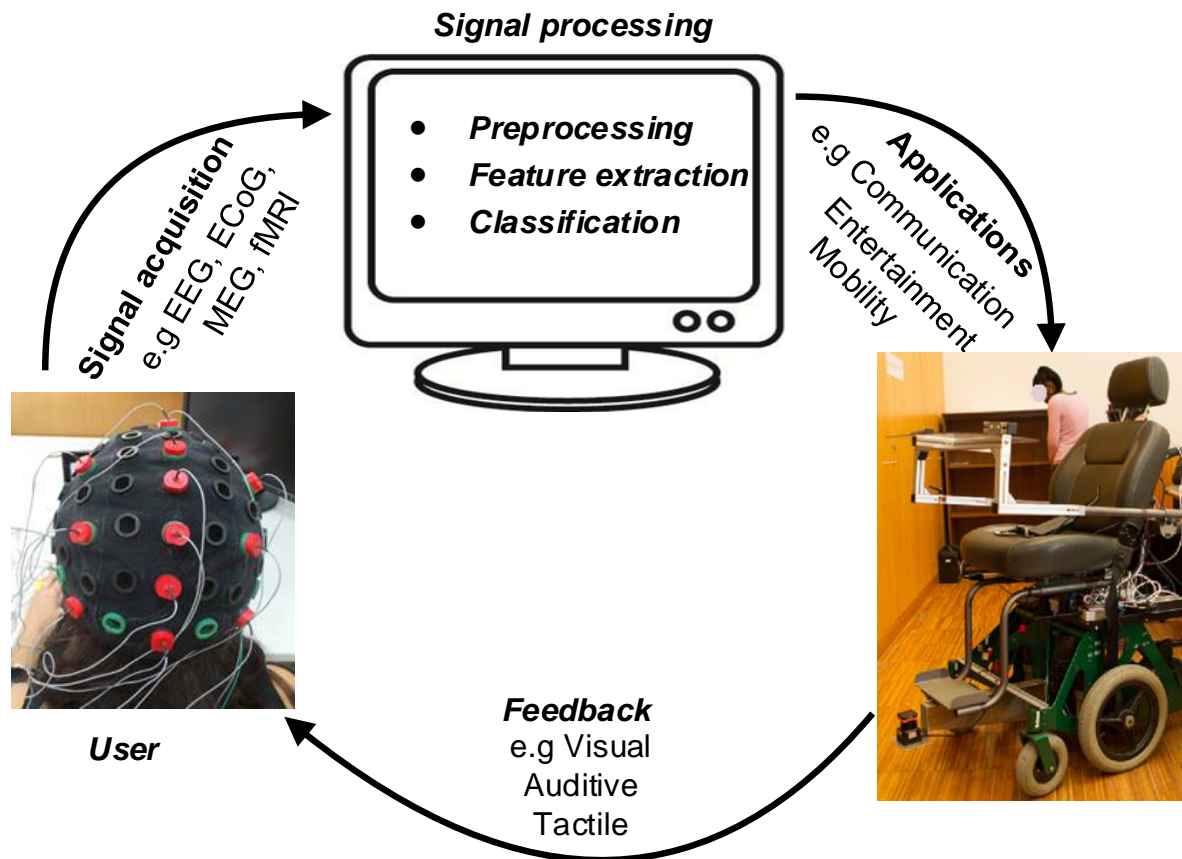 Signal processing
• Preprocessing
• Feature extraction
• Classification
Signal acquisition
e.g EEG, ECoG,
MEG, fMRI
Applications
e.g Communication
Entertainment
Mobility
User
Feedback
e.g Visual
Auditive
Tactile